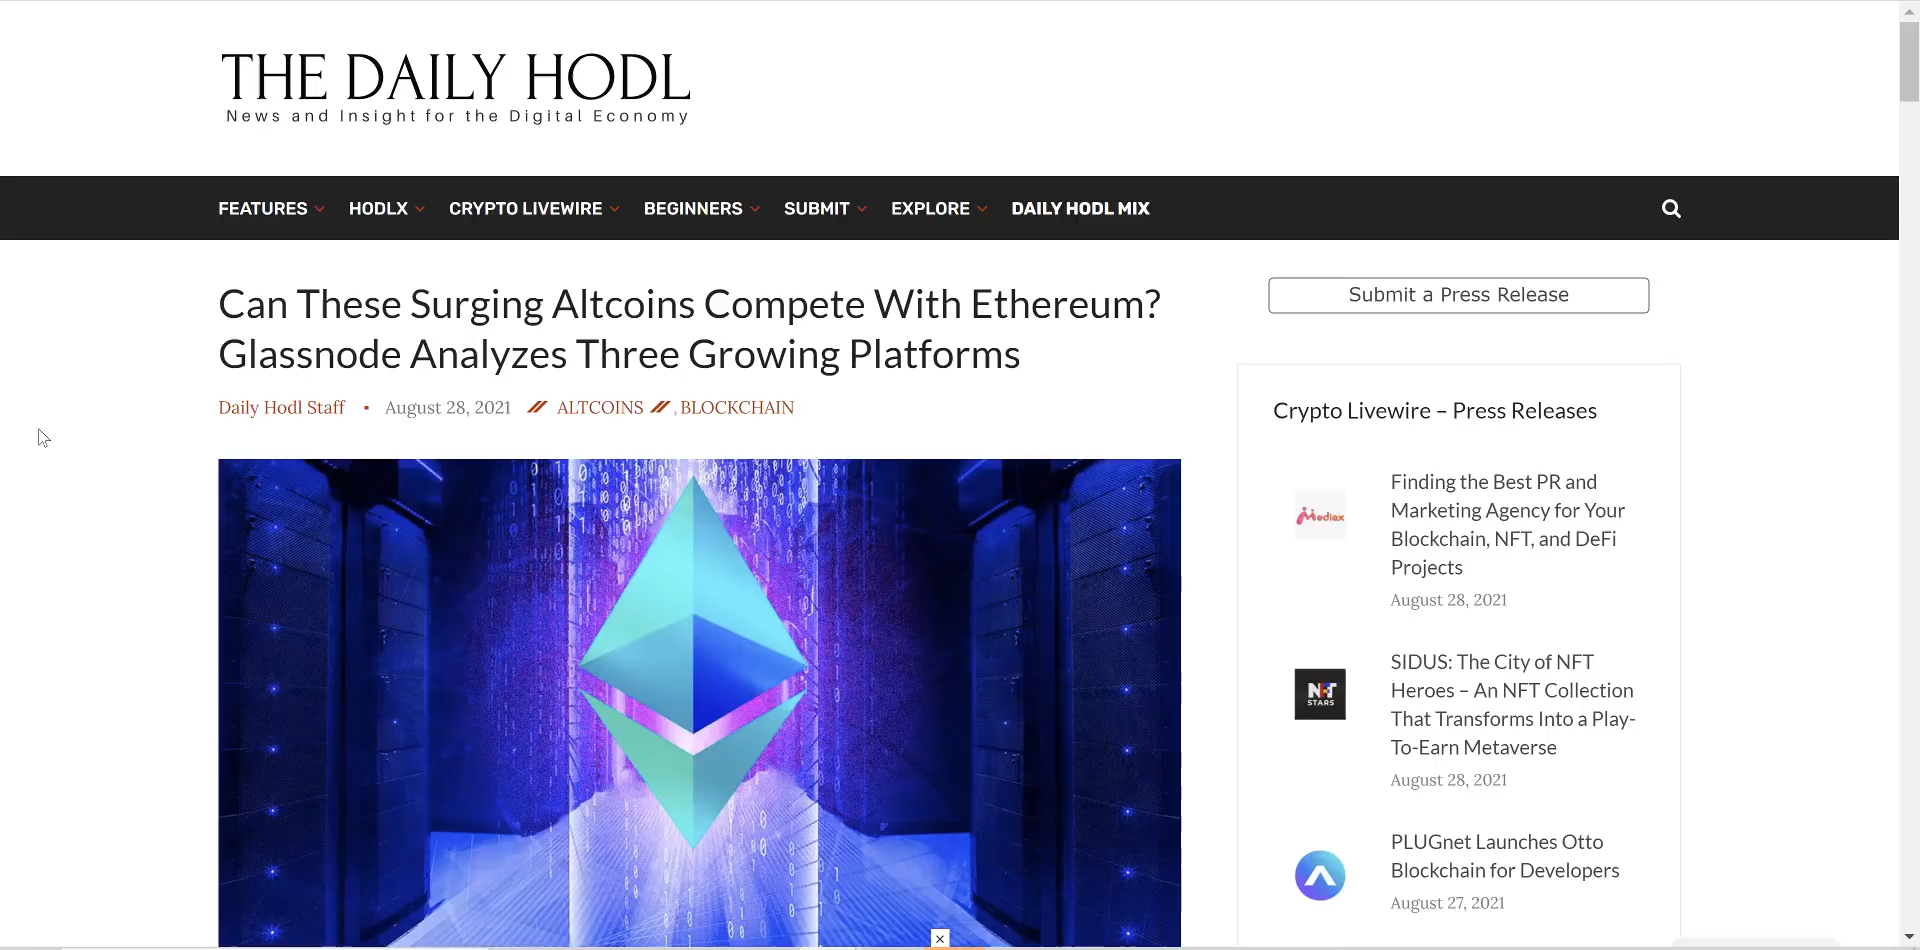 THE DAILY HODL
News and Insight for the Digital Economy
FEATURES HODLX CRYPTO LIVEWIRE BEGINNERS SUBMIT EXPLORE DAILY HODL MIX
Can These Surging Altcoins Compete With Ethereum?
Glassnode Analyzes Three Growing Platforms
Daily Hodl Staff ▪ August 28, 2021 // ALTCOINS // , BLOCKCHAIN
Submit a Press Release
Crypto Livewire – Press Releases
Mediax
Finding the Best PR and
Marketing Agency for Your
Blockchain, NFT, and DeFi
Projects
August 28, 2021
NFT
STARS
SIDUS: The City of NFT
Heroes – An NFT Collection
That Transforms Into a Play-
To-Earn Metaverse
August 28, 2021
PLUGnet Launches Otto
Blockchain for Developers
August 27, 2021